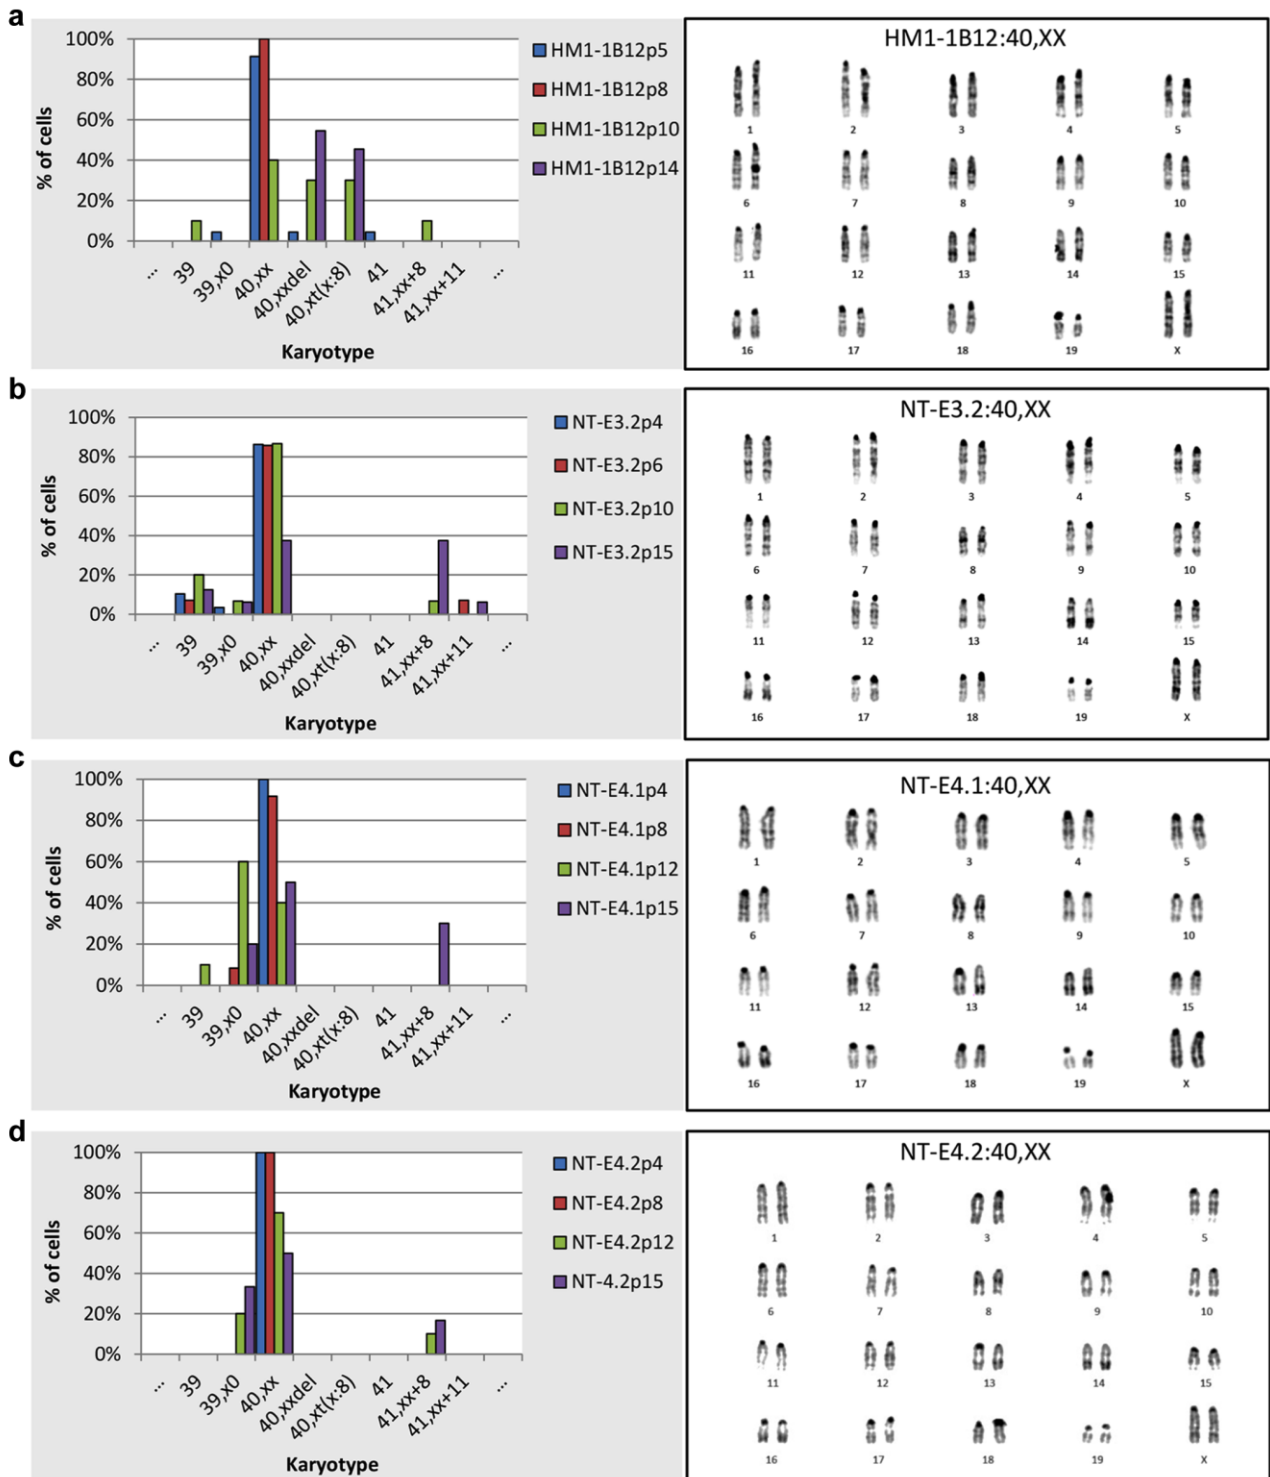 a
100%
80%
60%
40%
20%
0%
% of cells
...
39
39,x0
40,xx
40,xxdel
40,xt(x:8)
41
41,xx+8
41,xx+11
...
Karyotype
HM1-1B12p5
HM1-1B12p8
HM1-1B12p10
HM1-1B12p14
HM1-1B12:40,XX
1 2 3 4 5
6 7 8 9 10
11 12 13 14 15
16 17 18 19 X
b
100%
80%
60%
40%
20%
0%
% of cells
...
39
39,x0
40,xx
40,xxdel
40,xt(x:8)
41
41,xx+8
41,xx+11
...
Karyotype
NT-E3.2p4
NT-E3.2p6
NT-E3.2p10
NT-E3.2p15
NT-E3.2:40,XX
1 2 3 4 5
6 7 8 9 10
11 12 13 14 15
16 17 18 19 X
c
100%
80%
60%
40%
20%
0%
% of cells
...
39
39,x0
40,xx
40,xxdel
40,xt(x:8)
41
41,xx+8
41,xx+11
...
Karyotype
NT-E4.1p4
NT-E4.1p8
NT-E4.1p12
NT-E4.1p15
NT-E4.1:40,XX
1 2 3 4 5
6 7 8 9 10
11 12 13 14 15
16 17 18 19 X
d
100%
80%
60%
40%
20%
0%
% of cells
...
39
39,x0
40,xx
40,xxdel
40,xt(x:8)
41
41,xx+8
41,xx+11
...
Karyotype
NT-E4.2p4
NT-E4.2p8
NT-E4.2p12
NT-4.2p15
NT-E4.2:40,XX
1 2 3 4 5
6 7 8 9 10
11 12 13 14 15
16 17 18 19 X